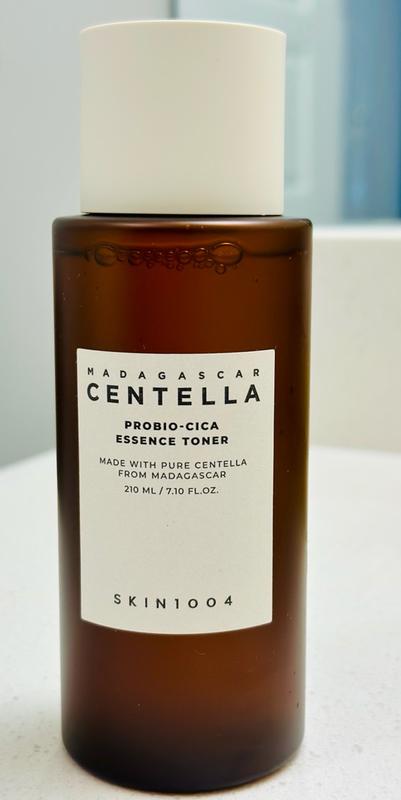 MADAGASCAR
CENTELLA
PROBIO-CICA
ESSENCE TONER
MADE WITH PURE CENTELLA
FROM MADAGASCAR
210 ML / 7.10 FL.OZ.
SKIN1004